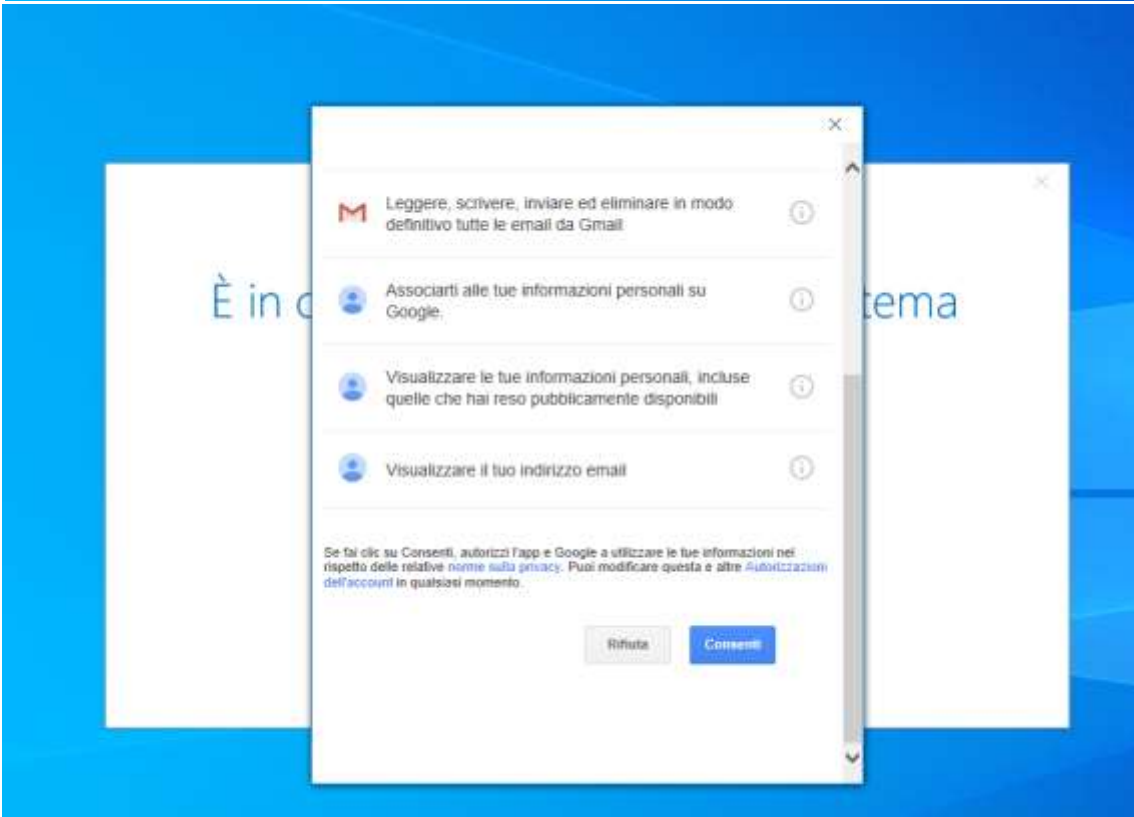 Leggere, scrivere, inviare ed eliminare in modo
definitivo tutte le email da Gmail
È in c
tema
Associarti alle tue informazioni personali su
Google.
Visualizzare le tue informazioni personali, incluse
quelle che hai reso pubblicamente disponibili
Visualizzare il tuo indirizzo email
Se fai clic su Consenti, autorizzi l'app e Google a utilizzare le tue informazioni nel
rispetto delle relative norme sulla privacy. Puoi modificare questa e altre Autorizzazioni
dell'account in qualsiasi momento.
Rifiuta
Consenti